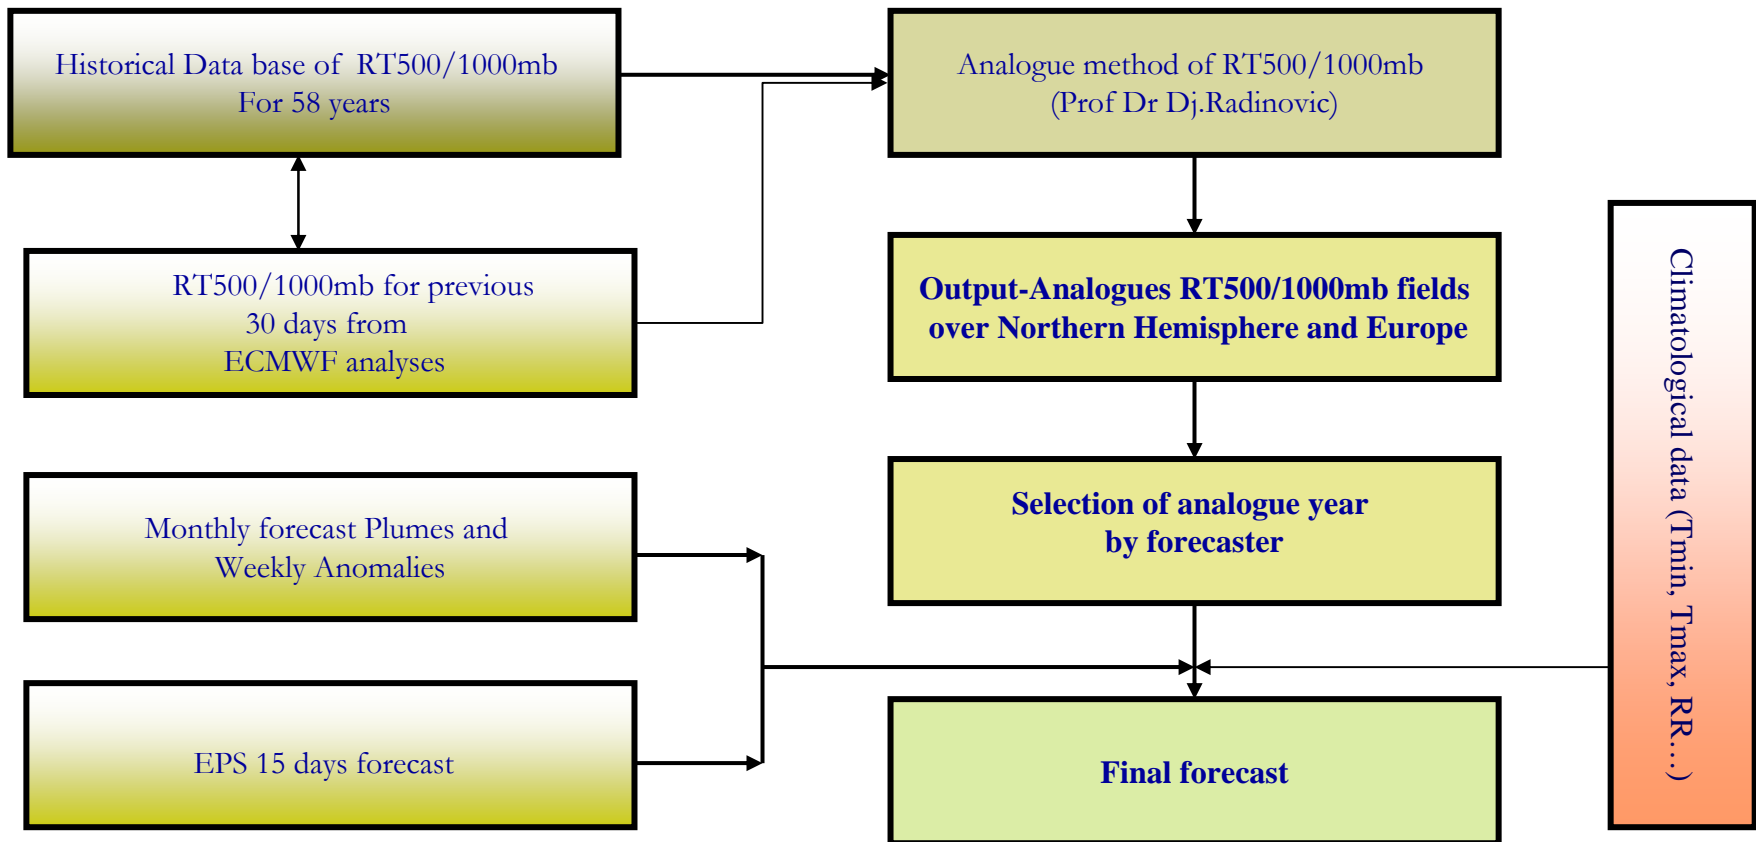 Historical Data base of RT500/1000mb
For 58 years
Analogue method of RT500/1000mb
(Prof Dr Dj.Radinovic)
RT500/1000mb for previous
30 days from
ECMWF analyses
Output-Analogues RT500/1000mb fields
over Northern Hemisphere and Europe
Monthly forecast Plumes and
Weekly Anomalies
Selection of analogue year
by forecaster
EPS 15 days forecast
Final forecast
Climatological data (Tmin, Tmax, RR…)